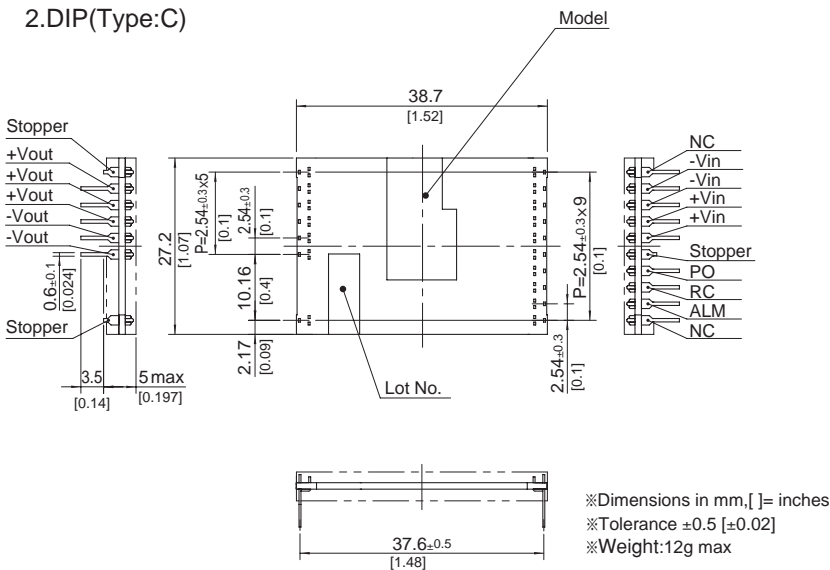 2.DIP(Type:C)
Model
38.7
[1.52]
Stopper
+Vout
+Vout
+Vout
-Vout
-Vout
Stopper
0.6±0.1
[0.024]
3.5
[0.14]
5max
[0.197]
27.2
[1.07]
P=2.54±0.3x5
[0.1]
2.54±0.3
[0.1]
10.16
[0.4]
2.17
[0.09]
Lot No.
P=2.54±0.3x9
[0.1]
2.54±0.3
[0.1]
NC
-Vin
-Vin
+Vin
+Vin
Stopper
PO
RC
ALM
NC
37.6±0.5
[1.48]
※Dimensions in mm,[ ]= inches
※Tolerance ±0.5 [±0.02]
※Weight:12g max